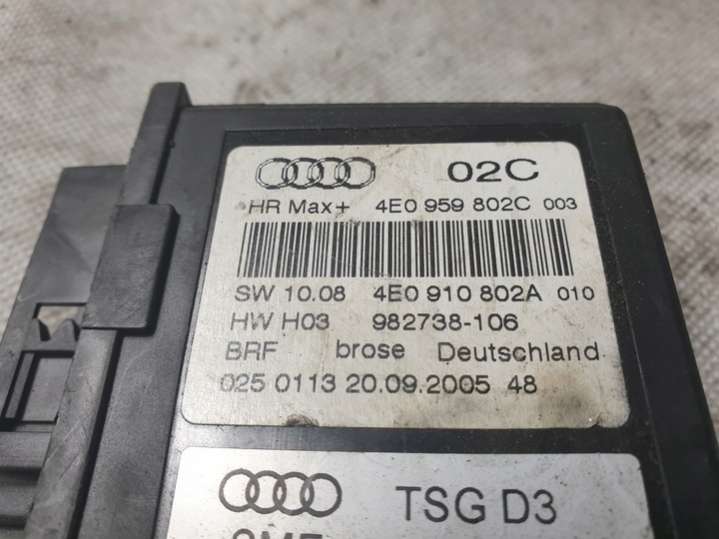 02C
HR Max+ 4E0 959 802C 003
SW 10.08 4E0 910 802A 010
HW H03 982738-106
BRF brose Deutschland
025 0113 20.09.2005 48
TSG D3